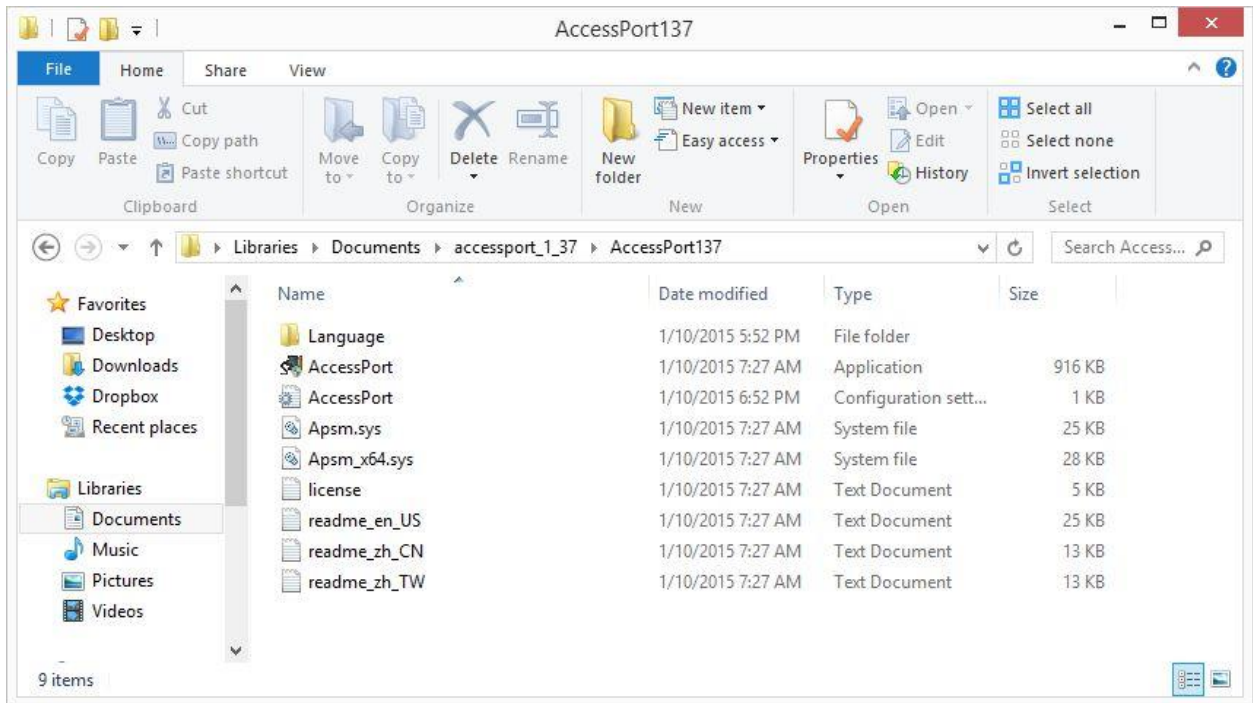 AccessPort137
File Home Share View
Copy
Paste
Cut
Copy path
Paste shortcut
Clipboard
Move to
Copy to
Delete
Rename
Organize
New folder
New item
Easy access
New
Properties
Open
Edit
History
Open
Select all
Select none
Invert selection
Select
Libraries Documents accessport_1_37 AccessPort137
Search Access...
Favorites
Desktop
Downloads
Dropbox
Recent places
Libraries
Documents
Music
Pictures
Videos
Name Date modified Type Size
Language 1/10/2015 5:52 PM File folder
AccessPort 1/10/2015 7:27 AM Application 916 KB
AccessPort 1/10/2015 6:52 PM Configuration sett... 1 KB
Apsm.sys 1/10/2015 7:27 AM System file 25 KB
Apsm_x64.sys 1/10/2015 7:27 AM System file 28 KB
license 1/10/2015 7:27 AM Text Document 5 KB
readme_en_US 1/10/2015 7:27 AM Text Document 25 KB
readme_zh_CN 1/10/2015 7:27 AM Text Document 13 KB
readme_zh_TW 1/10/2015 7:27 AM Text Document 13 KB
9 items